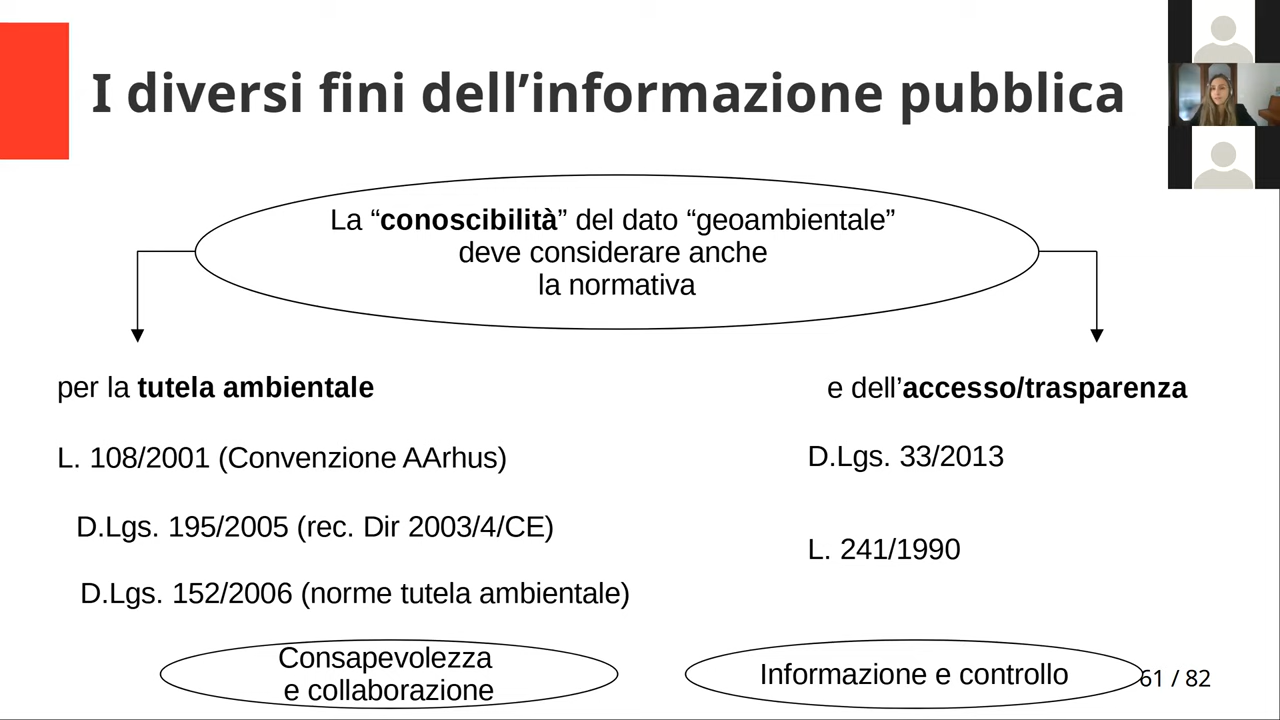 I diversi fini dell’informazione pubblica
La “conoscibilità” del dato “geoambientale”
deve considerare anche
la normativa
per la tutela ambientale
e dell’accesso/trasparenza
L. 108/2001 (Convenzione AArhus)
D.Lgs. 33/2013
D.Lgs. 195/2005 (rec. Dir 2003/4/CE)
L. 241/1990
D.Lgs. 152/2006 (norme tutela ambientale)
Consapevolezza
e collaborazione
Informazione e controllo
61 / 82